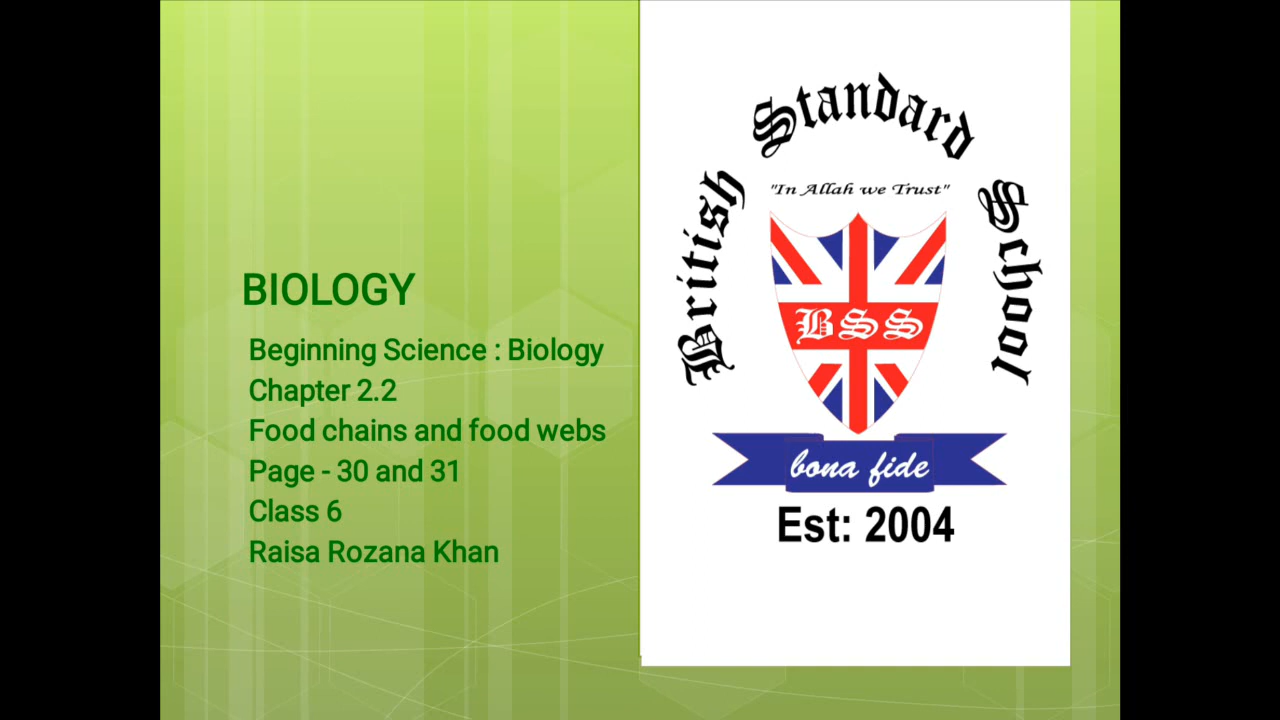 BIOLOGY
Beginning Science : Biology
Chapter 2.2
Food chains and food webs
Page - 30 and 31
Class 6
Raisa Rozana Khan
British Standard School
"In Allah we Trust"
BSS
bona fide
Est: 2004